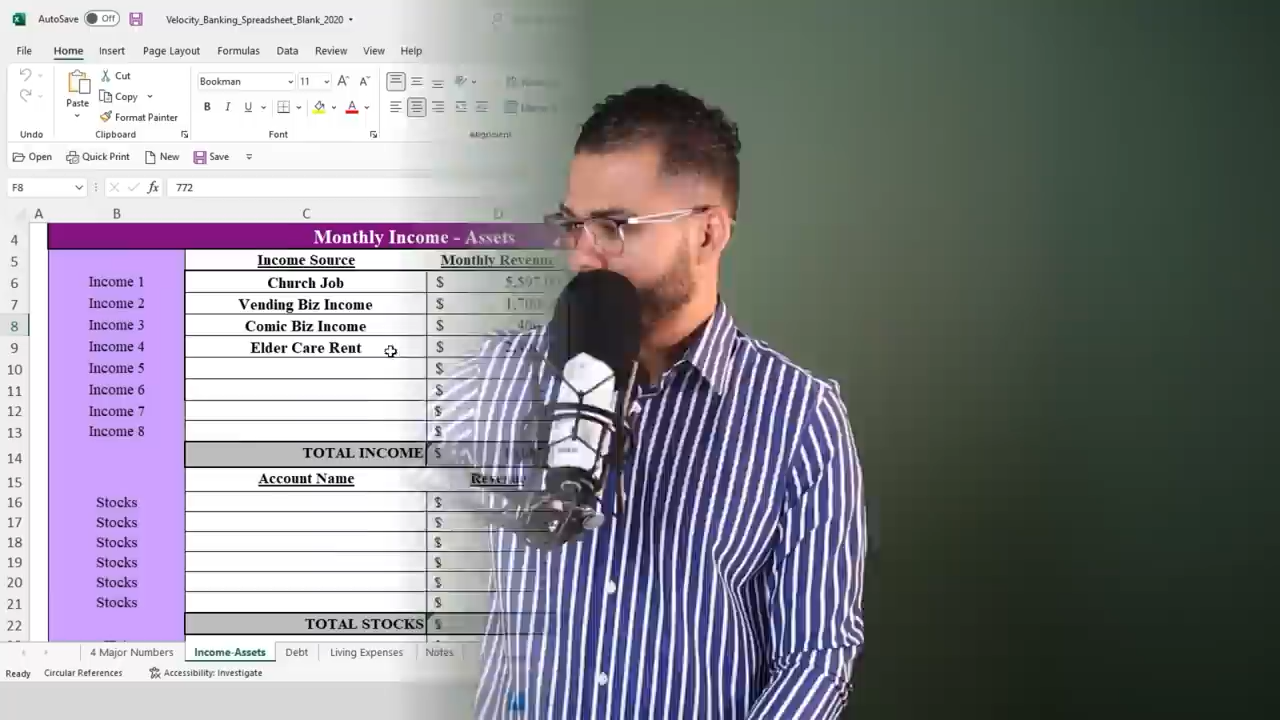 AutoSave Off Velocity_Banking_Spreadsheet_Blank_2020
File Home Insert Page Layout Formulas Data Review View Help
Cut
Bookman 11 A A
Paste Copy
B I U A
Format Painter
Undo Clipboard Font Alignment
Open Quick Print New Save
F8 fx 772
A B C D
4 Monthly Income - Assets
5 Income Source Monthly Revenue
6 Income 1 Church Job $
7 Income 2 Vending Biz Income $
8 Income 3 Comic Biz Income $
9 Income 4 Elder Care Rent $
10 Income 5 $
11 Income 6 $
12 Income 7 $
13 Income 8 $
14 TOTAL INCOME $
15 Account Name
16 Stocks $
17 Stocks $
18 Stocks $
19 Stocks $
20 Stocks $
21 Stocks $
22 TOTAL STOCKS $
4 Major Numbers Income-Assets Debt Living Expenses Notes
Ready Circular References Accessibility: Investigate